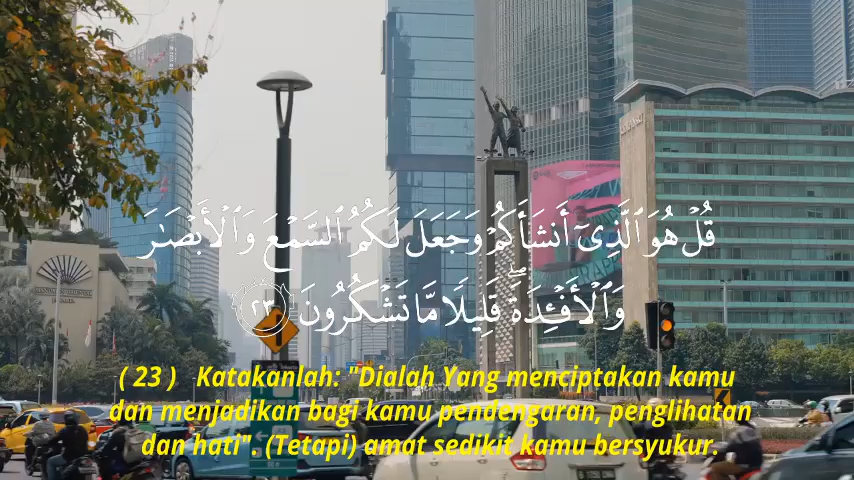 قُلْ هُوَ ٱلَّذِىٓ أَنشَأَكُمْ وَجَعَلَ لَكُمُ ٱلسَّمْعَ وَٱلْأَبْصَٰرَ
وَٱلْأَفْـِٔدَةَ ۖ قَلِيلًا مَّا تَشْكُرُونَ ٢٣
( 23 ) Katakanlah: "Dialah Yang menciptakan kamu
dan menjadikan bagi kamu pendengaran, penglihatan
dan hati". (Tetapi) amat sedikit kamu bersyukur.